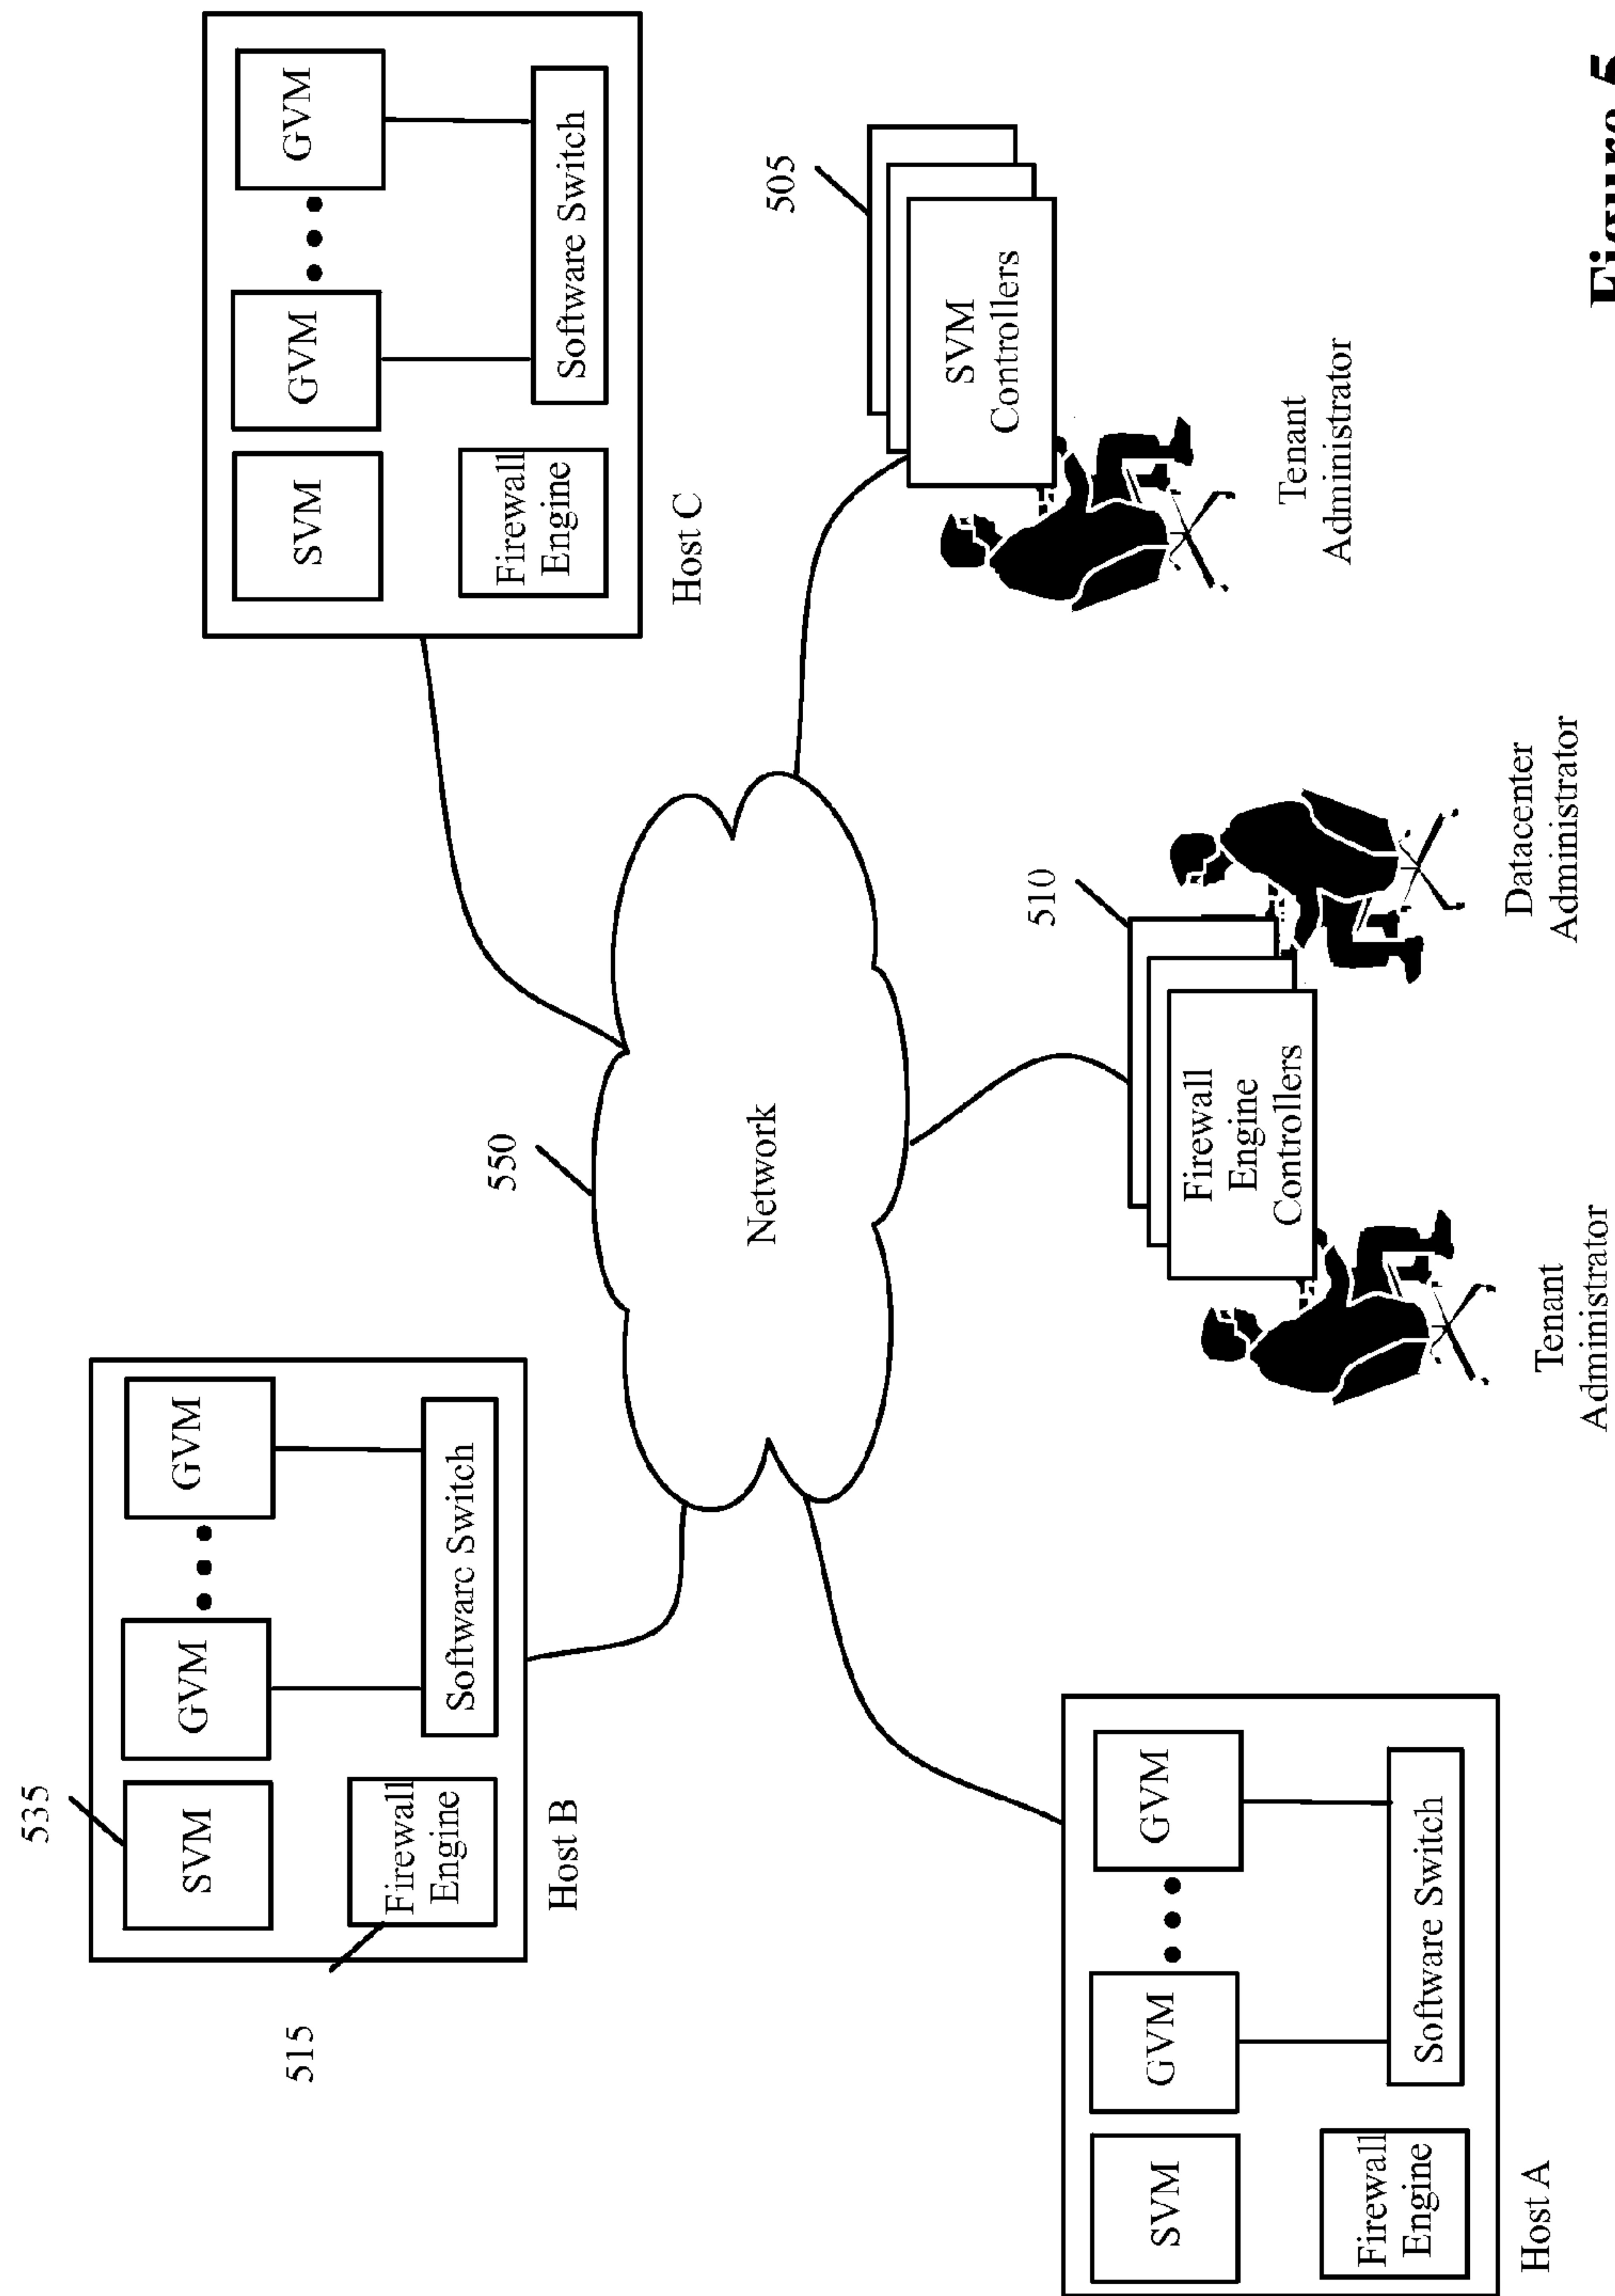 535
SVM
GVM
GVM
515
Firewall
Engine
Software Switch
Host B
SVM
GVM
GVM
Firewall
Engine
Software Switch
Host C
550
Network
SVM
GVM
GVM
Firewall
Engine
Software Switch
Host A
510
Firewall
Engine
Controllers
Tenant
Administrator
Datacenter
Administrator
505
SVM
Controllers
Tenant
Administrator
Figure 5